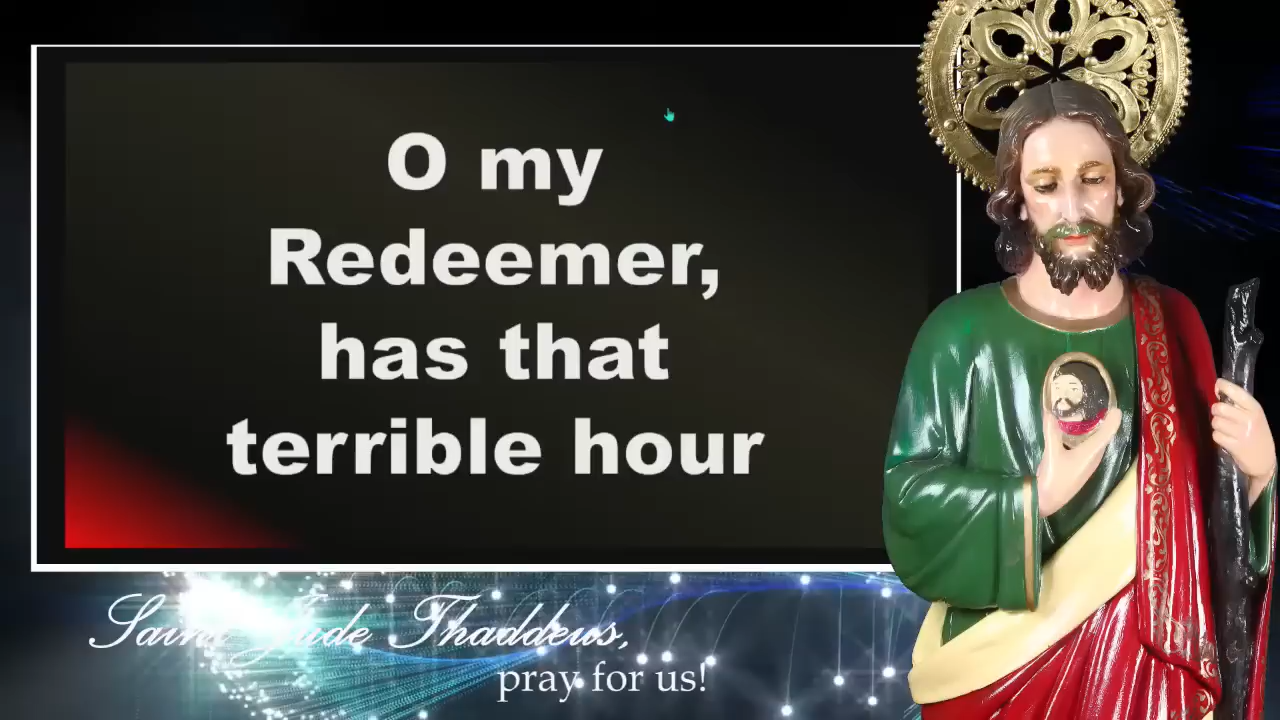 O my
Redeemer,
has that
terrible hour
Saint Jude Thaddeus,
pray for us!